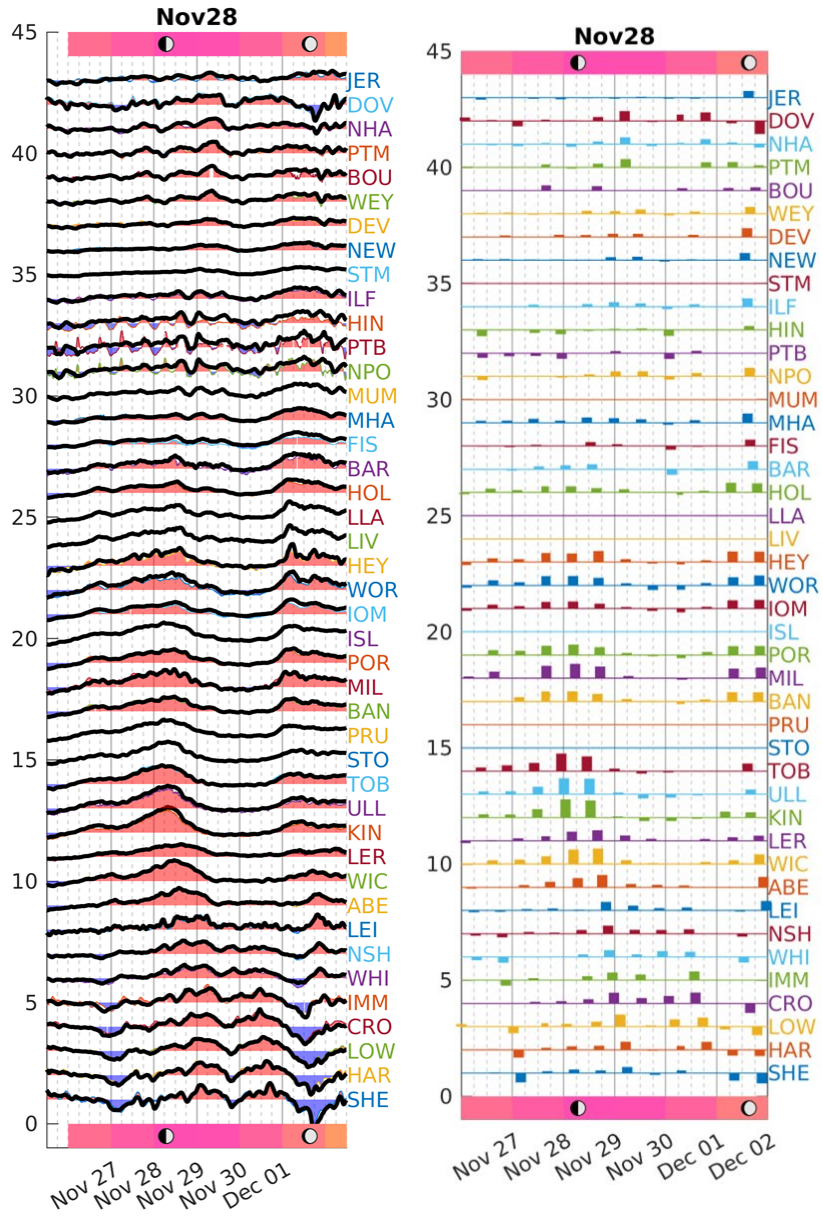 Nov28
45
40
35
30
25
20
15
10
5
0
JER
DOV
NHA
PTM
BOU
WEY
DEV
NEW
STM
ILF
HIN
PTB
NPO
MUM
MHA
FIS
BAR
HOL
LLA
LIV
HEY
WOR
IOM
ISL
POR
MIL
BAN
PRU
STO
TOB
ULL
KIN
LER
WIC
ABE
LEI
NSH
WHI
IMM
CRO
LOW
HAR
SHE
Nov 27
Nov 28
Nov 29
Nov 30
Dec 01
Nov28
45
40
35
30
25
20
15
10
5
0
JER
DOV
NHA
PTM
BOU
WEY
DEV
NEW
STM
ILF
HIN
PTB
NPO
MUM
MHA
FIS
BAR
HOL
LLA
LIV
HEY
WOR
IOM
ISL
POR
MIL
BAN
PRU
STO
TOB
ULL
KIN
LER
WIC
ABE
LEI
NSH
WHI
IMM
CRO
LOW
HAR
SHE
Nov 27
Nov 28
Nov 29
Nov 30
Dec 01
Dec 02